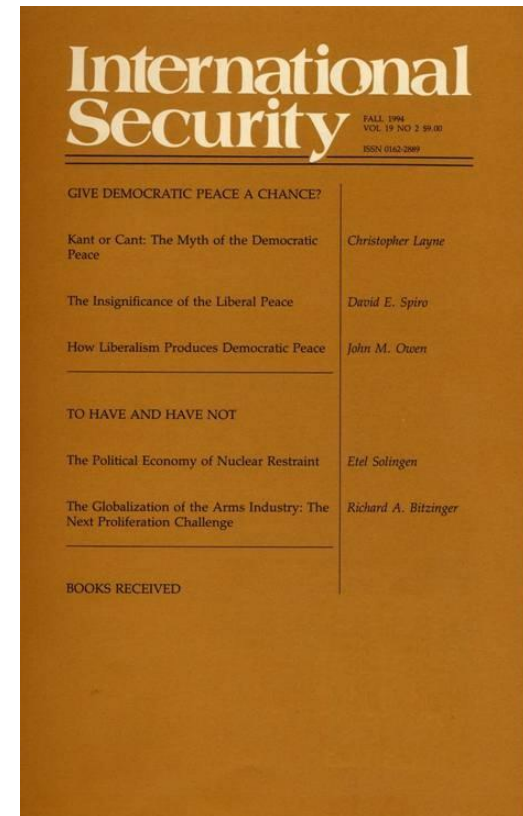 International
Security
FALL 1994
VOL 19 NO 2 $9.00
ISSN 0162-2889
GIVE DEMOCRATIC PEACE A CHANCE?
Kant or Cant: The Myth of the Democratic
Peace
Christopher Layne
The Insignificance of the Liberal Peace
David E. Spiro
How Liberalism Produces Democratic Peace
John M. Owen
TO HAVE AND HAVE NOT
The Political Economy of Nuclear Restraint
Etel Solingen
The Globalization of the Arms Industry: The
Next Proliferation Challenge
Richard A. Bitzinger
BOOKS RECEIVED